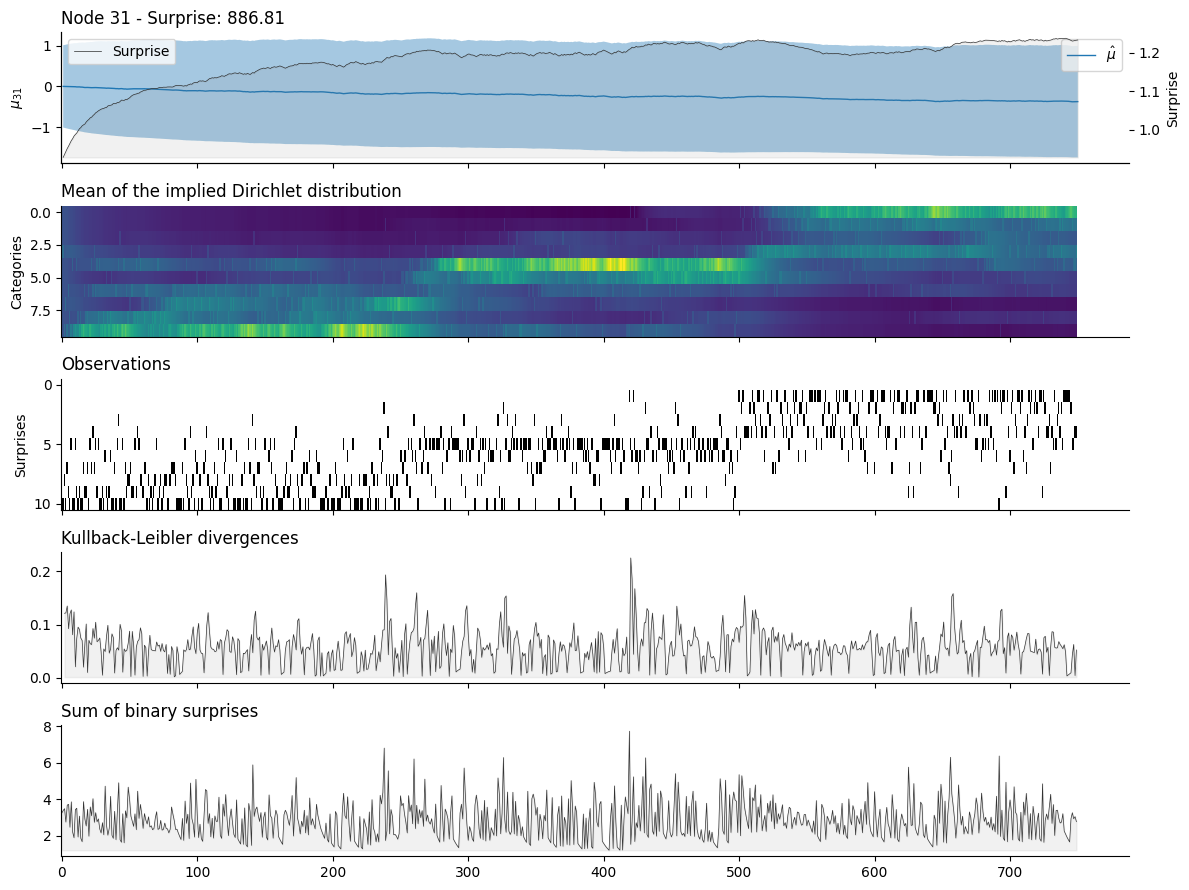 Node 31 - Surprise: 886.81
1
0
−1
μ31
Surprise
μ̂
1.2
1.1
1.0
Surprise
Mean of the implied Dirichlet distribution
0.0
2.5
5.0
7.5
Categories
Observations
0
5
10
Surprises
Kullback-Leibler divergences
0.2
0.1
0.0
Sum of binary surprises
8
6
4
2
0 100 200 300 400 500 600 700